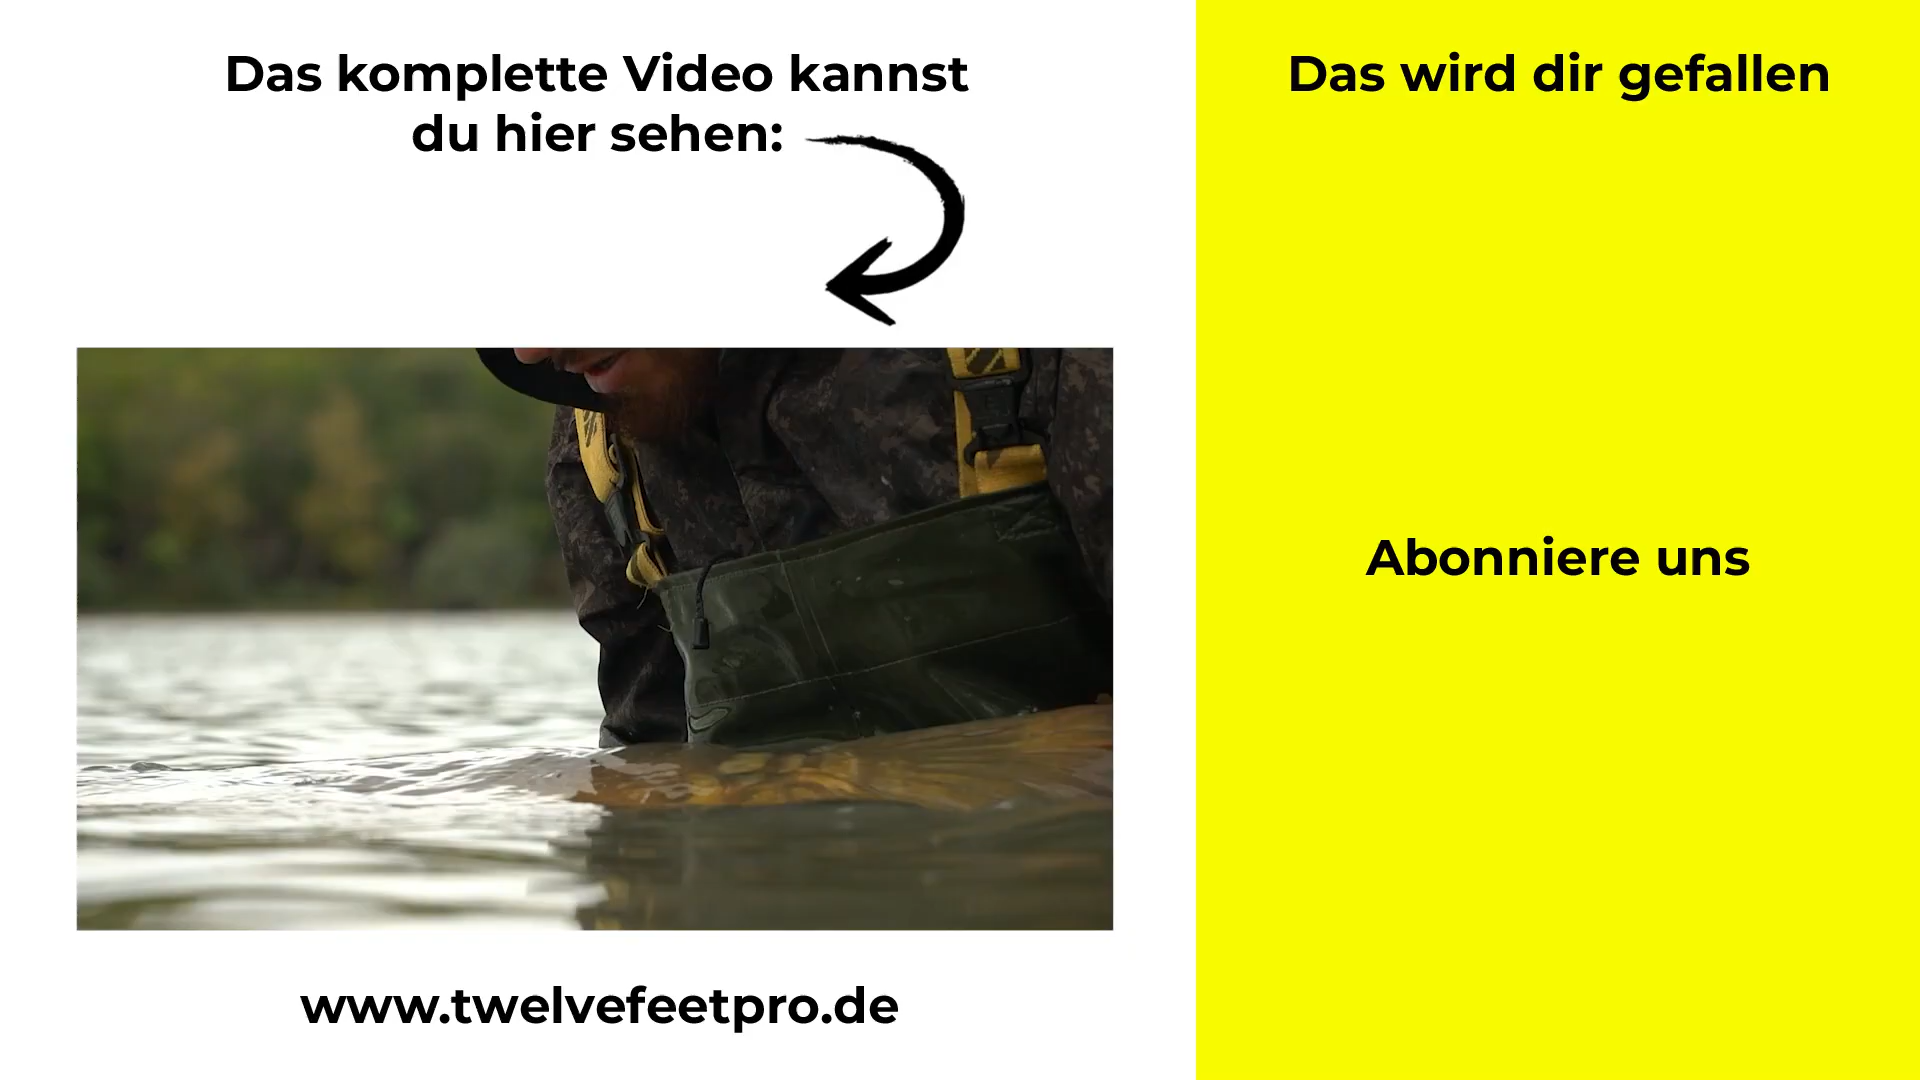 Das komplette Video kannst
du hier sehen:
www.twelvefeetpro.de
Das wird dir gefallen
Abonniere uns